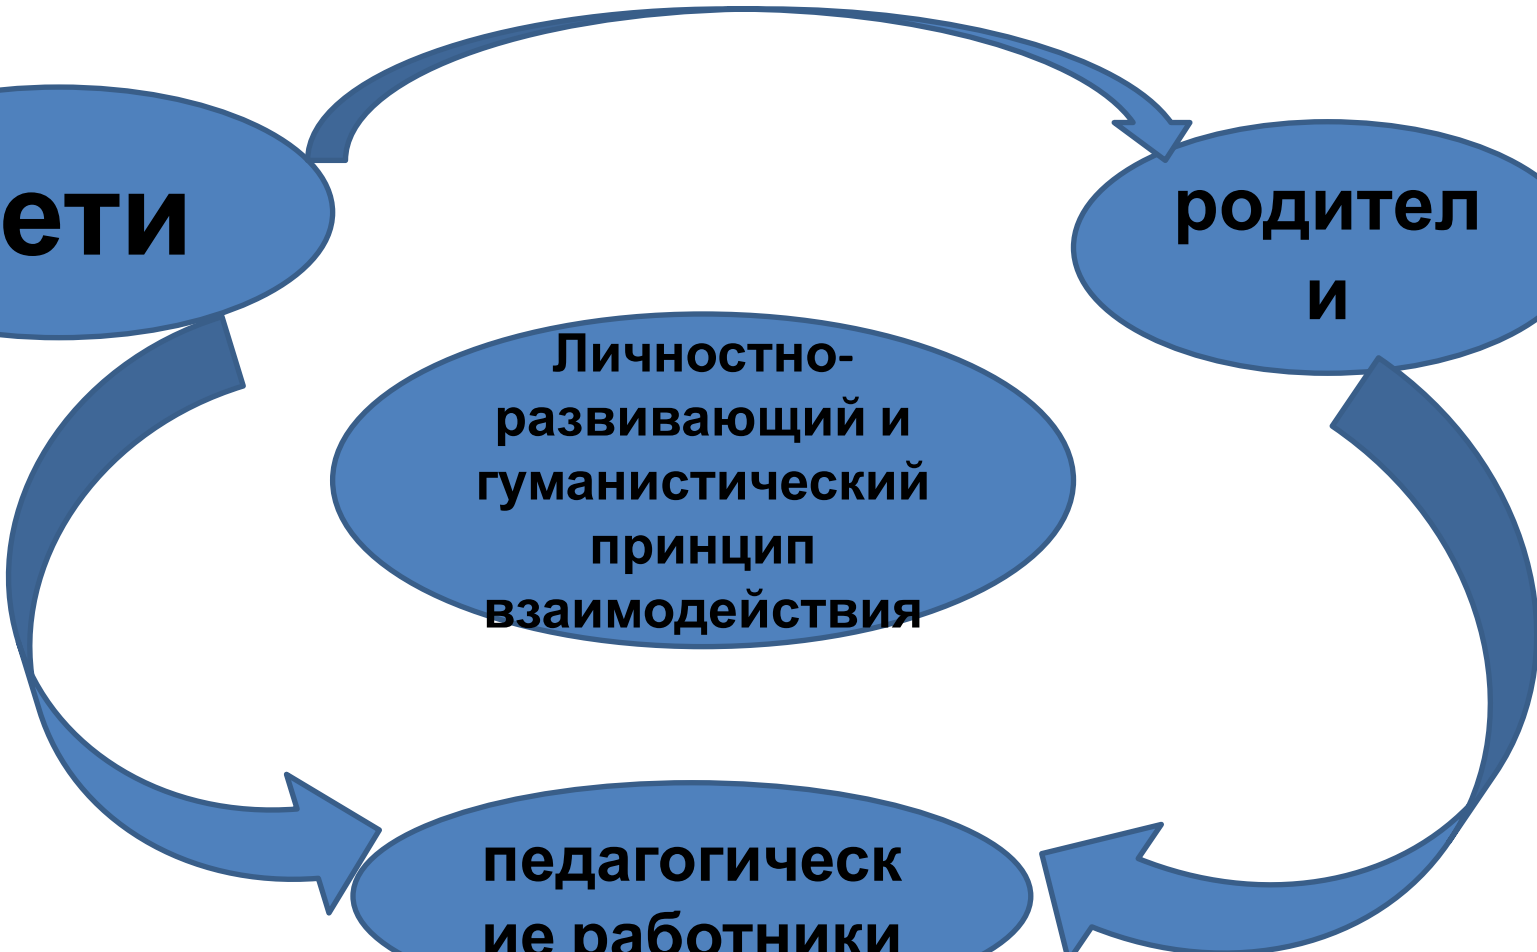 ети
родител
и
Личностно-
развивающий и
гуманистический
принцип
взаимодействия
педагогическ
ие работники